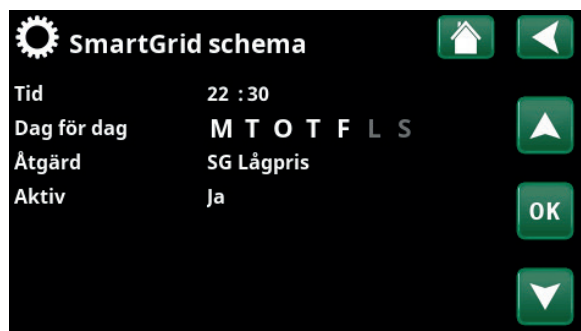 SmartGrid schema
Tid 22 :30
Dag för dag M T O T F L S
Åtgärd SG Lågpris
Aktiv Ja
OK